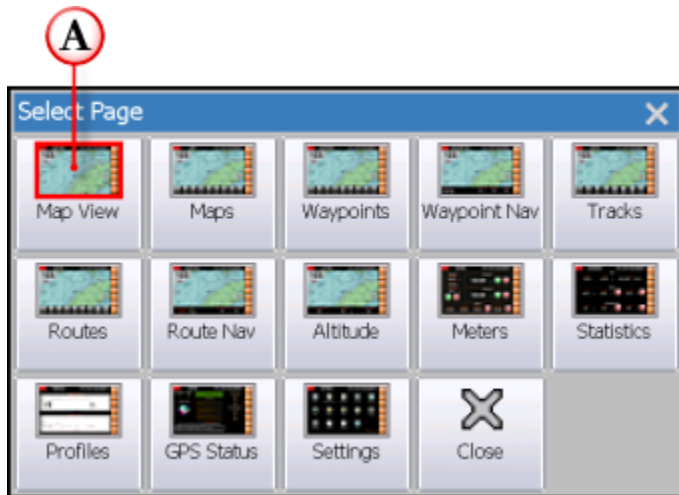 A
Select Page
Map View Maps Waypoints Waypoint Nav Tracks
Routes Route Nav Altitude Meters Statistics
Profiles GPS Status Settings Close